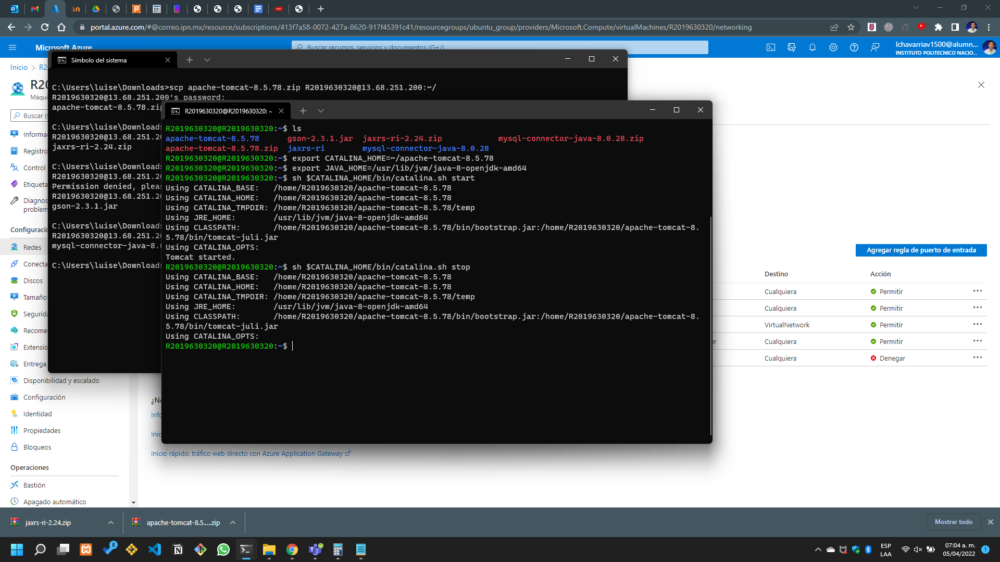 portal.azure.com/#@correo.ipn.mx/resource/subscriptions/413f7a58-0072-427a-8620-917f45391c41/resourcegroups/ubuntu_group/providers/Microsoft.Compute/virtualMachines/R2019630320/networking
Microsoft Azure
Buscar recursos, servicios y documentos (G+/)
lchavarriav1500@alumn...
INSTITUTO POLITECNICO NACIO...
Inicio > R2
R20
Máqui
Buscar (
Informa
Registro
Control
Etiqueta
Diagnos
problem
Configuració
Redes
Conecta
Discos
Tamaño
Segurida
Recome
Extensio
Entrega
Disponibilidad y escalado
Configuración
Identidad
Propiedades
Bloqueos
Operaciones
Bastión
Apagado automático
Símbolo del sistema
C:\Users\luise\Downloads>scp apache-tomcat-8.5.78.zip R2019630320@13.68.251.200:~/
R2019630320@13.68.251.200's password:
apache-tomcat-8.5.78.zip
C:\Users\luise\Downloads
R2019630320@13.68.251.20
jaxrs-ri-2.24.zip
C:\Users\luise\Downloads
R2019630320@13.68.251.20
Permission denied, pleas
R2019630320@13.68.251.20
gson-2.3.1.jar
C:\Users\luise\Downloads
R2019630320@13.68.251.20
mysql-connector-java-8.0
C:\Users\luise\Downloads
R2019630320@R2019630320: ~
R2019630320@R2019630320:~$ ls
apache-tomcat-8.5.78 gson-2.3.1.jar jaxrs-ri-2.24.zip mysql-connector-java-8.0.28.zip
apache-tomcat-8.5.78.zip jaxrs-ri mysql-connector-java-8.0.28
R2019630320@R2019630320:~$ export CATALINA_HOME=~/apache-tomcat-8.5.78
R2019630320@R2019630320:~$ export JAVA_HOME=/usr/lib/jvm/java-8-openjdk-amd64
R2019630320@R2019630320:~$ sh $CATALINA_HOME/bin/catalina.sh start
Using CATALINA_BASE: /home/R2019630320/apache-tomcat-8.5.78
Using CATALINA_HOME: /home/R2019630320/apache-tomcat-8.5.78
Using CATALINA_TMPDIR: /home/R2019630320/apache-tomcat-8.5.78/temp
Using JRE_HOME: /usr/lib/jvm/java-8-openjdk-amd64
Using CLASSPATH: /home/R2019630320/apache-tomcat-8.5.78/bin/bootstrap.jar:/home/R2019630320/apache-tomcat-8.
5.78/bin/tomcat-juli.jar
Using CATALINA_OPTS:
Tomcat started.
R2019630320@R2019630320:~$ sh $CATALINA_HOME/bin/catalina.sh stop
Using CATALINA_BASE: /home/R2019630320/apache-tomcat-8.5.78
Using CATALINA_HOME: /home/R2019630320/apache-tomcat-8.5.78
Using CATALINA_TMPDIR: /home/R2019630320/apache-tomcat-8.5.78/temp
Using JRE_HOME: /usr/lib/jvm/java-8-openjdk-amd64
Using CLASSPATH: /home/R2019630320/apache-tomcat-8.5.78/bin/bootstrap.jar:/home/R2019630320/apache-tomcat-8.
5.78/bin/tomcat-juli.jar
Using CATALINA_OPTS:
R2019630320@R2019630320:~$
Agregar regla de puerto de entrada
Destino Acción
Cualquiera Permitir
Cualquiera Permitir
VirtualNetwork Permitir
er Cualquiera Permitir
Cualquiera Denegar
¿Ne
Info
Inic
Inicio rápido: tráfico web directo con Azure Application Gateway
jaxrs-ri-2.24.zip
apache-tomcat-8.5.....zip
Mostrar todo
8
ESP
LAA
07:04 a. m.
05/04/2022
1